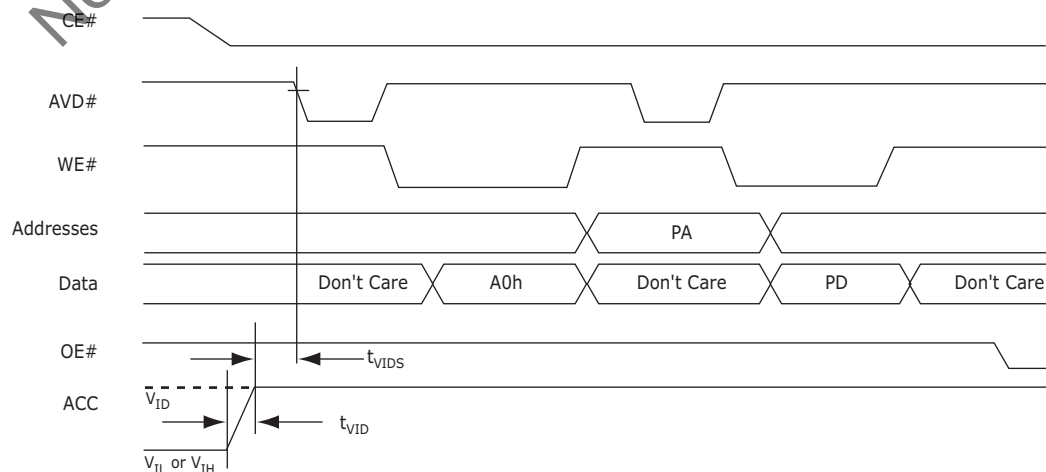 No
CE#
AVD#
WE#
Addresses
PA
Data
Don't Care
A0h
Don't Care
PD
Don't Care
OE#
tVIDS
ACC
VID
tVID
VIL or VIH